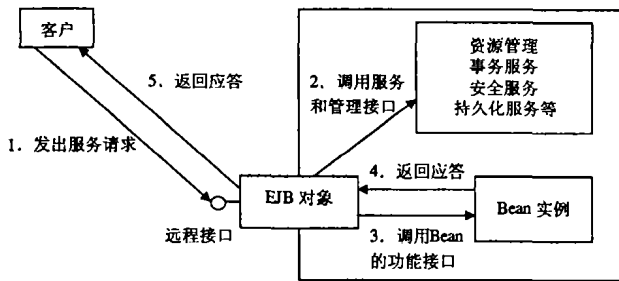 客户
资源管理
事务服务
安全服务
持久化服务等
5．返回应答
2．调用服务
和管理接口
1．发出服务请求
4．返回应答
EJB 对象
Bean 实例
远程接口
3．调用Bean
的功能接口